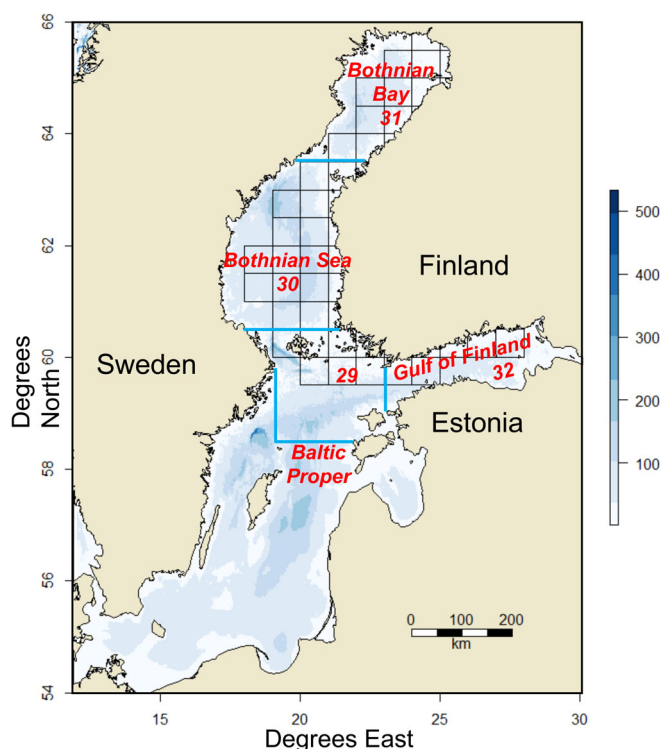 66
64
62
60
58
56
54
Degrees
North
Bothnian
Bay
31
Bothnian Sea
30
Finland
Sweden
29
Gulf of Finland
32
Estonia
Baltic
Proper
500
400
300
200
100
0 100 200
km
15 20 25 30
Degrees East